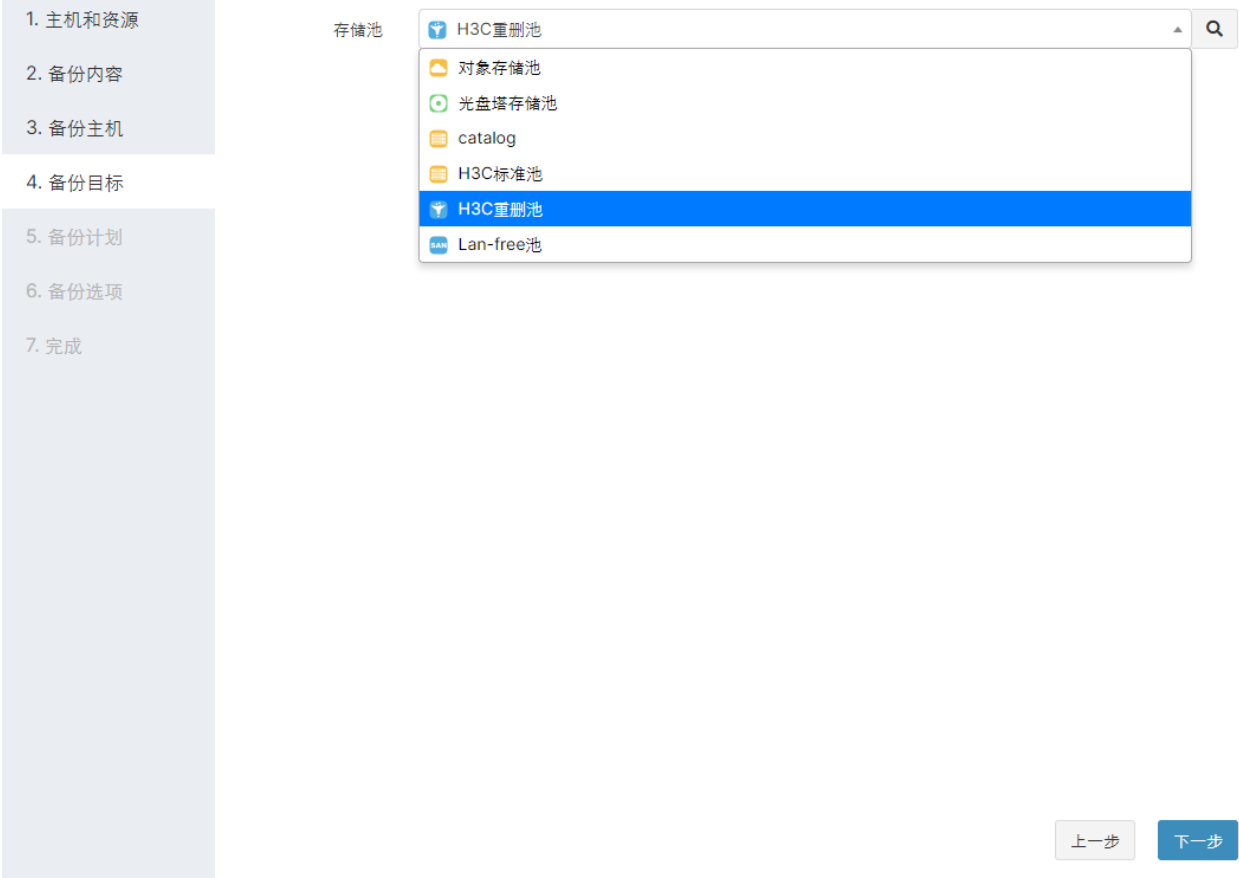 1. 主机和资源
2. 备份内容
3. 备份主机
4. 备份目标
5. 备份计划
6. 备份选项
7. 完成
存储池 H3C重删池
对象存储池
光盘塔存储池
catalog
H3C标准池
H3C重删池
SAN Lan-free池
上一步 下一步